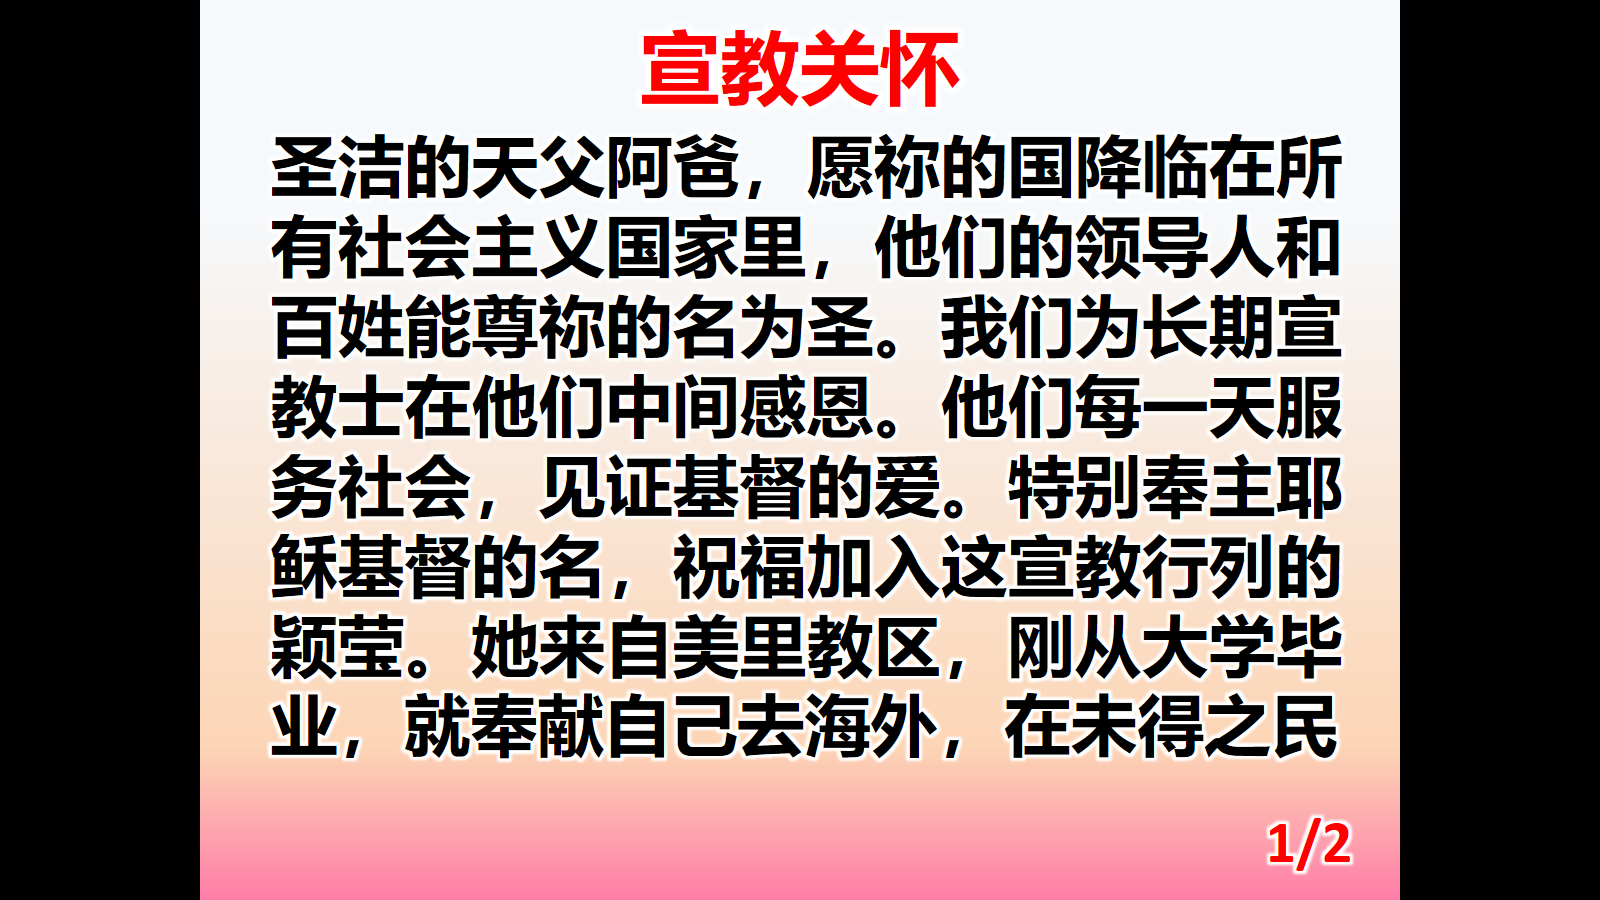 宣教关怀
圣洁的天父阿爸，愿祢的国降临在所
有社会主义国家里，他们的领导人和
百姓能尊祢的名为圣。我们为长期宣
教士在他们中间感恩。他们每一天服
务社会，见证基督的爱。特别奉主耶
稣基督的名，祝福加入这宣教行列的
颖莹。她来自美里教区，刚从大学毕
业，就奉献自己去海外，在未得之民
1/2